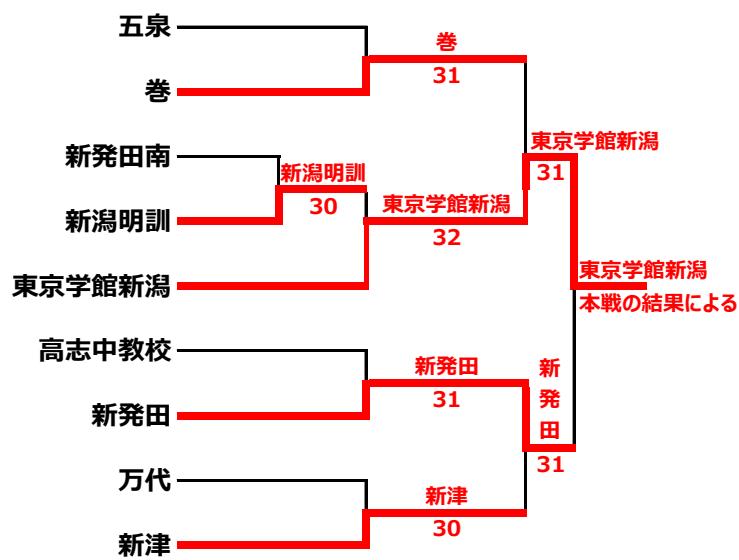 五泉
巻
新発田南
新潟明訓
東京学館新潟
高志中教校
新発田
万代
新津
巻
31
新潟明訓
30
東京学館新潟
32
東京学館新潟
31
東京学館新潟
本戦の結果による
新発田
31
新発田
31
新津
30